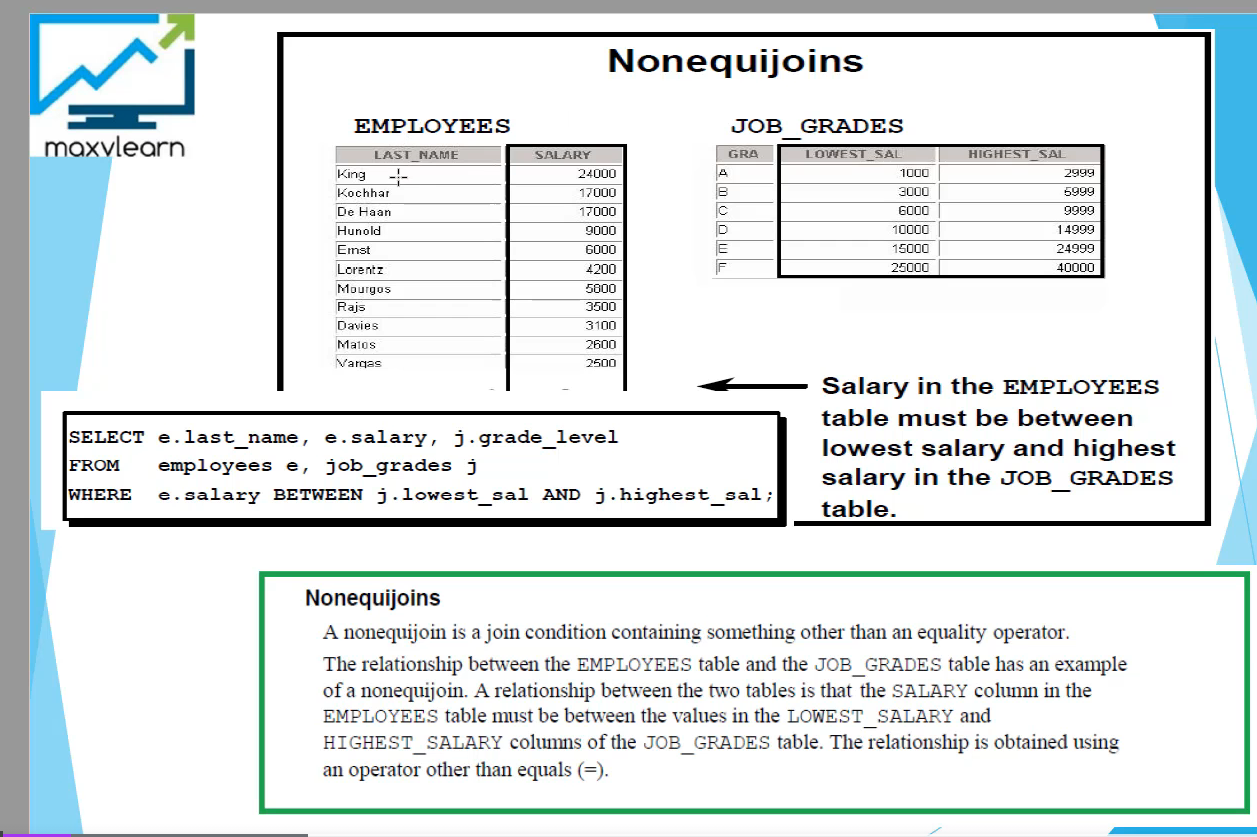 maxvlearn
Nonequijoins
EMPLOYEES
LAST_NAME SALARY
King 24000
Kochhar 17000
De Haan 17000
Hunold 9000
Ernst 6000
Lorentz 4200
Mourgos 5800
Rajs 3500
Davies 3100
Matos 2600
Vargas 2500
JOB_GRADES
GRA LOWEST_SAL HIGHEST_SAL
A 1000 2999
B 3000 5999
C 6000 9999
D 10000 14999
E 15000 24999
F 25000 40000
Salary in the EMPLOYEES
table must be between
lowest salary and highest
salary in the JOB_GRADES
table.
SELECT e.last_name, e.salary, j.grade_level
FROM employees e, job_grades j
WHERE e.salary BETWEEN j.lowest_sal AND j.highest_sal;
Nonequijoins
A nonequijoin is a join condition containing something other than an equality operator.
The relationship between the EMPLOYEES table and the JOB_GRADES table has an example
of a nonequijoin. A relationship between the two tables is that the SALARY column in the
EMPLOYEES table must be between the values in the LOWEST_SALARY and
HIGHEST_SALARY columns of the JOB_GRADES table. The relationship is obtained using
an operator other than equals (=).